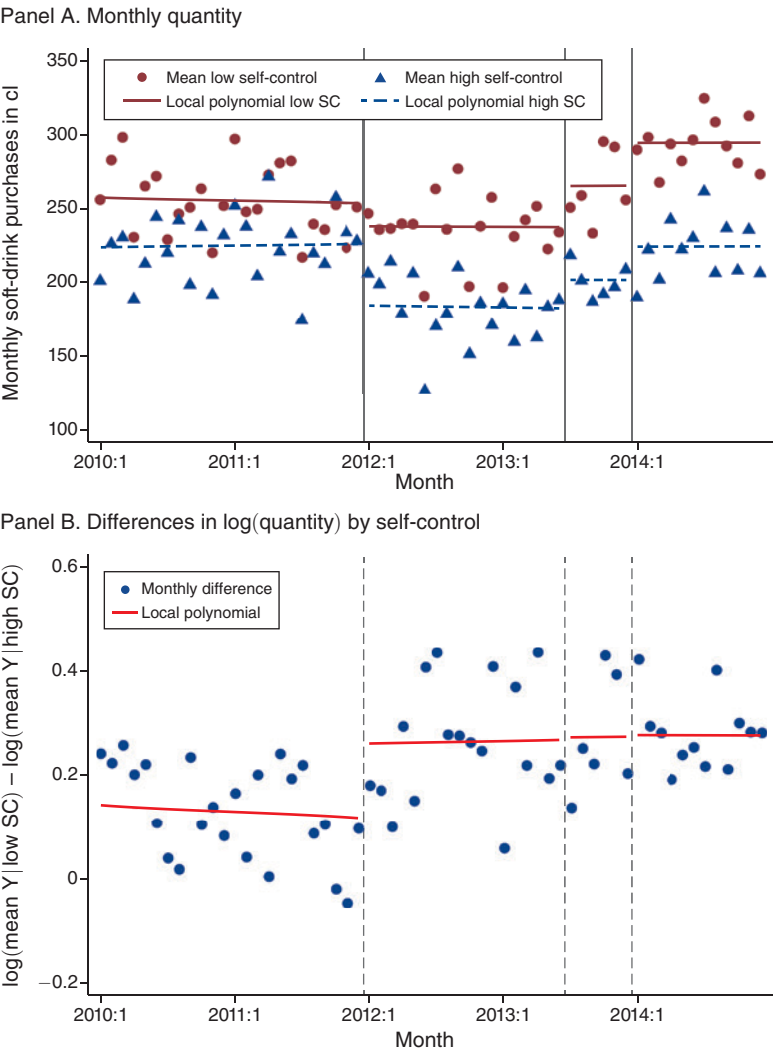 Panel A. Monthly quantity
Monthly soft-drink purchases in cl
350
300
250
200
150
100
Mean low self-control
Mean high self-control
Local polynomial low SC
Local polynomial high SC
2010:1 2011:1 2012:1 2013:1 2014:1
Month
Panel B. Differences in log(quantity) by self-control
log(mean Y|low SC) − log(mean Y|high SC)
0.6
0.4
0.2
0
−0.2
Monthly difference
Local polynomial
2010:1 2011:1 2012:1 2013:1 2014:1
Month